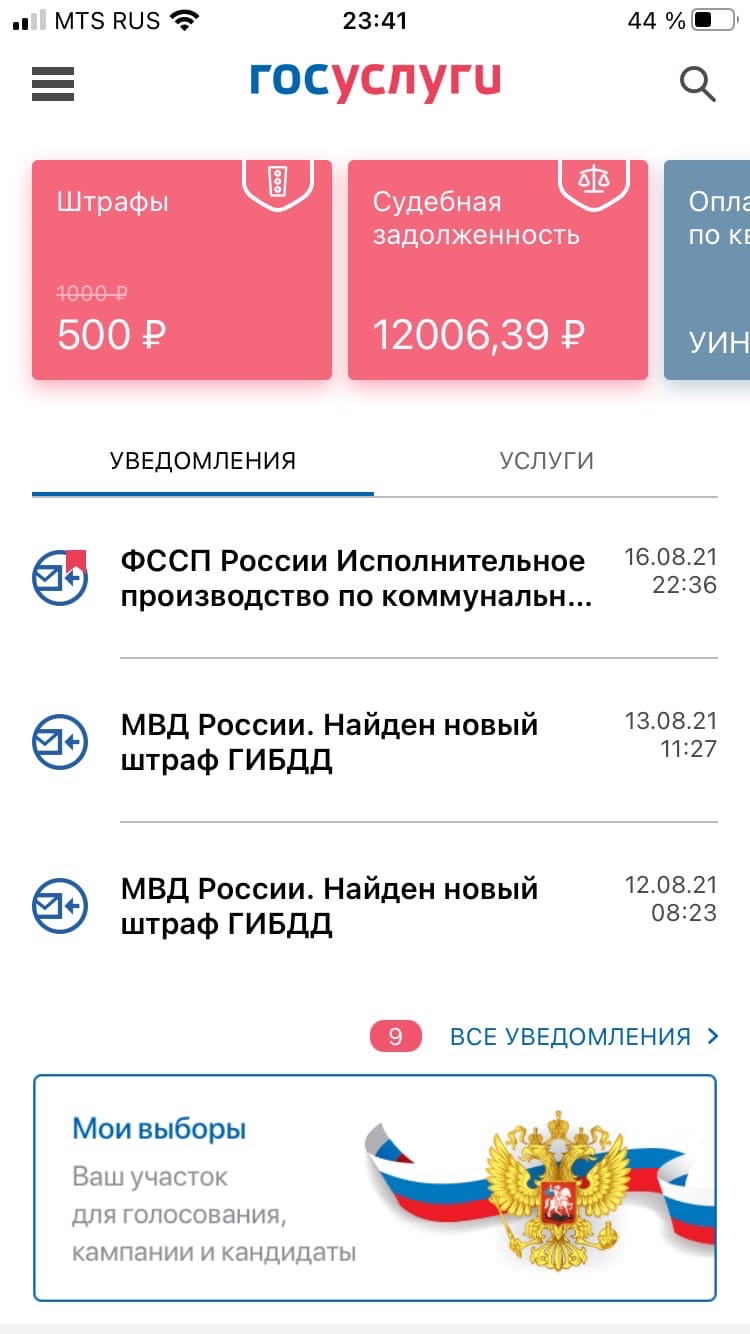 MTS RUS 23:41 44 %
госуслуги
Штрафы
1000 ₽
500 ₽
Судебная
задолженность
12006,39 ₽
Опла
по кв
УИН
УВЕДОМЛЕНИЯ УСЛУГИ
ФССП России Исполнительное
производство по коммунальн...
16.08.21
22:36
МВД России. Найден новый
штраф ГИБДД
13.08.21
11:27
МВД России. Найден новый
штраф ГИБДД
12.08.21
08:23
9 ВСЕ УВЕДОМЛЕНИЯ
Мои выборы
Ваш участок
для голосования,
кампании и кандидаты